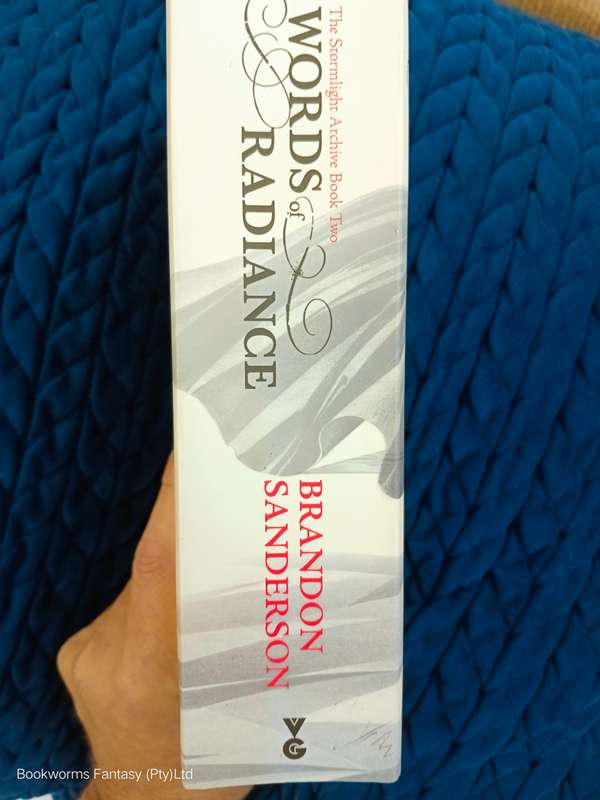 The Stormlight Archive Book Two
WORDS of
RADIANCE
BRANDON
SANDERSON
VG
Bookworms Fantasy (Pty)Ltd